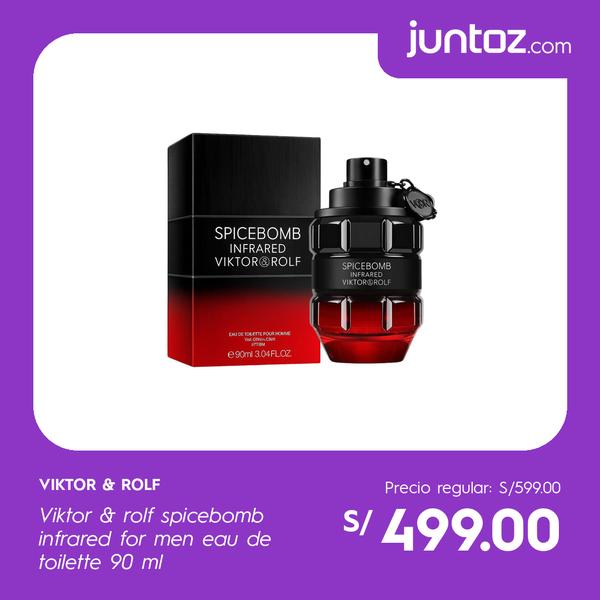 juntoz.com
SPICEBOMB
INFRARED
VIKTOR&ROLF
EAU DE TOILETTE POUR HOMME
℮90ml 3.04FL.OZ.
SPICEBOMB
INFRARED
VIKTOR&ROLF
VIKTOR & ROLF
Viktor & rolf spicebomb
infrared for men eau de
toilette 90 ml
Precio regular: S/599.00
S/ 499.00